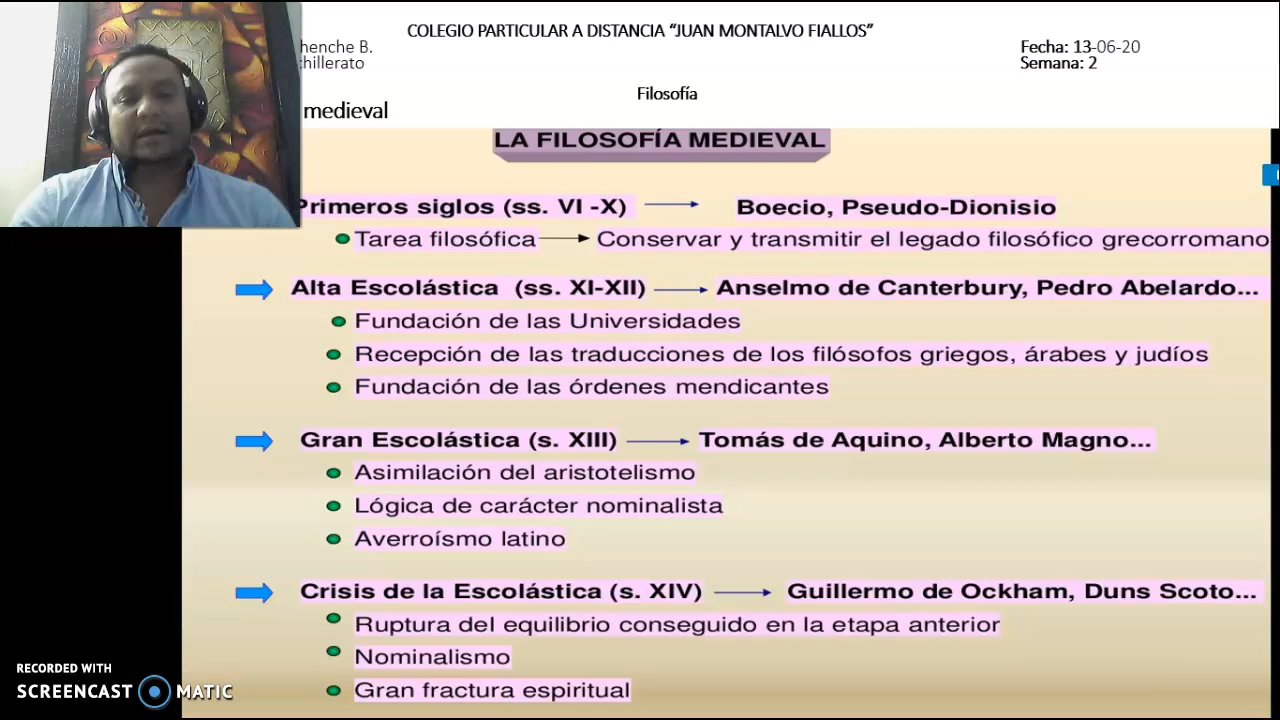 COLEGIO PARTICULAR A DISTANCIA “JUAN MONTALVO FIALLOS”
henche B.
Fecha: 13-06-20
chillerato
Semana: 2
Filosofía
medieval
LA FILOSOFÍA MEDIEVAL
Primeros siglos (ss. VI -X) Boecio, Pseudo-Dionisio
Tarea filosófica Conservar y transmitir el legado filosófico grecorromano
Alta Escolástica (ss. XI-XII) Anselmo de Canterbury, Pedro Abelardo...
Fundación de las Universidades
Recepción de las traducciones de los filósofos griegos, árabes y judíos
Fundación de las órdenes mendicantes
Gran Escolástica (s. XIII) Tomás de Aquino, Alberto Magno...
Asimilación del aristotelismo
Lógica de carácter nominalista
Averroísmo latino
Crisis de la Escolástica (s. XIV) Guillermo de Ockham, Duns Scoto...
Ruptura del equilibrio conseguido en la etapa anterior
Nominalismo
Gran fractura espiritual
RECORDED WITH
SCREENCAST MATIC